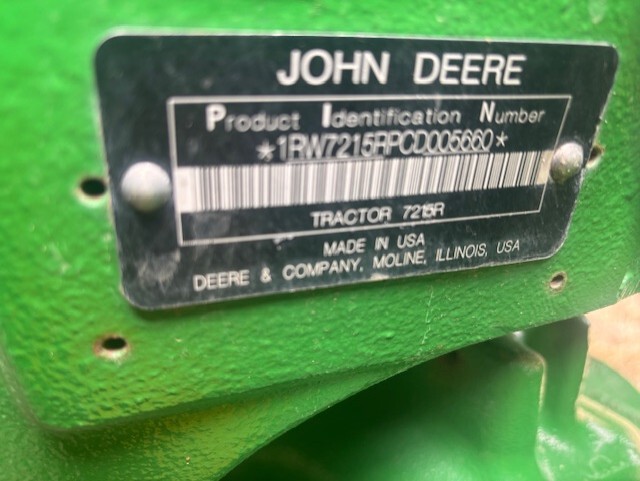 JOHN DEERE
Product Identification Number
*1RW7215RPCD005660*
TRACTOR 7215R
MADE IN USA
DEERE & COMPANY, MOLINE, ILLINOIS, USA